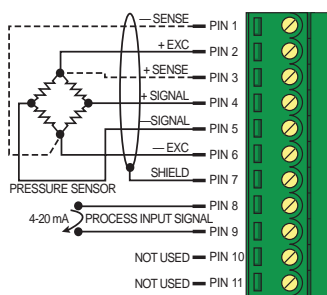 — SENSE PIN 1
+ EXC PIN 2
+ SENSE PIN 3
+ SIGNAL PIN 4
—SIGNAL PIN 5
— EXC PIN 6
PRESSURE SENSOR
SHIELD PIN 7
PIN 8
4-20 mA PROCESS INPUT SIGNAL
PIN 9
NOT USED PIN 10
NOT USED PIN 11